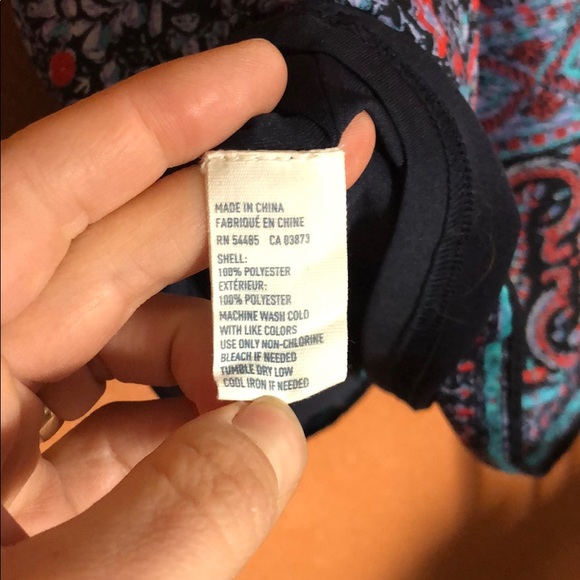 MADE IN CHINA
FABRIQUÉ EN CHINE
RN 54485 CA 03873
SHELL:
100% POLYESTER
EXTÉRIEUR:
100% POLYESTER
MACHINE WASH COLD
WITH LIKE COLORS
USE ONLY NON-CHLORINE
BLEACH IF NEEDED
TUMBLE DRY LOW
COOL IRON IF NEEDED